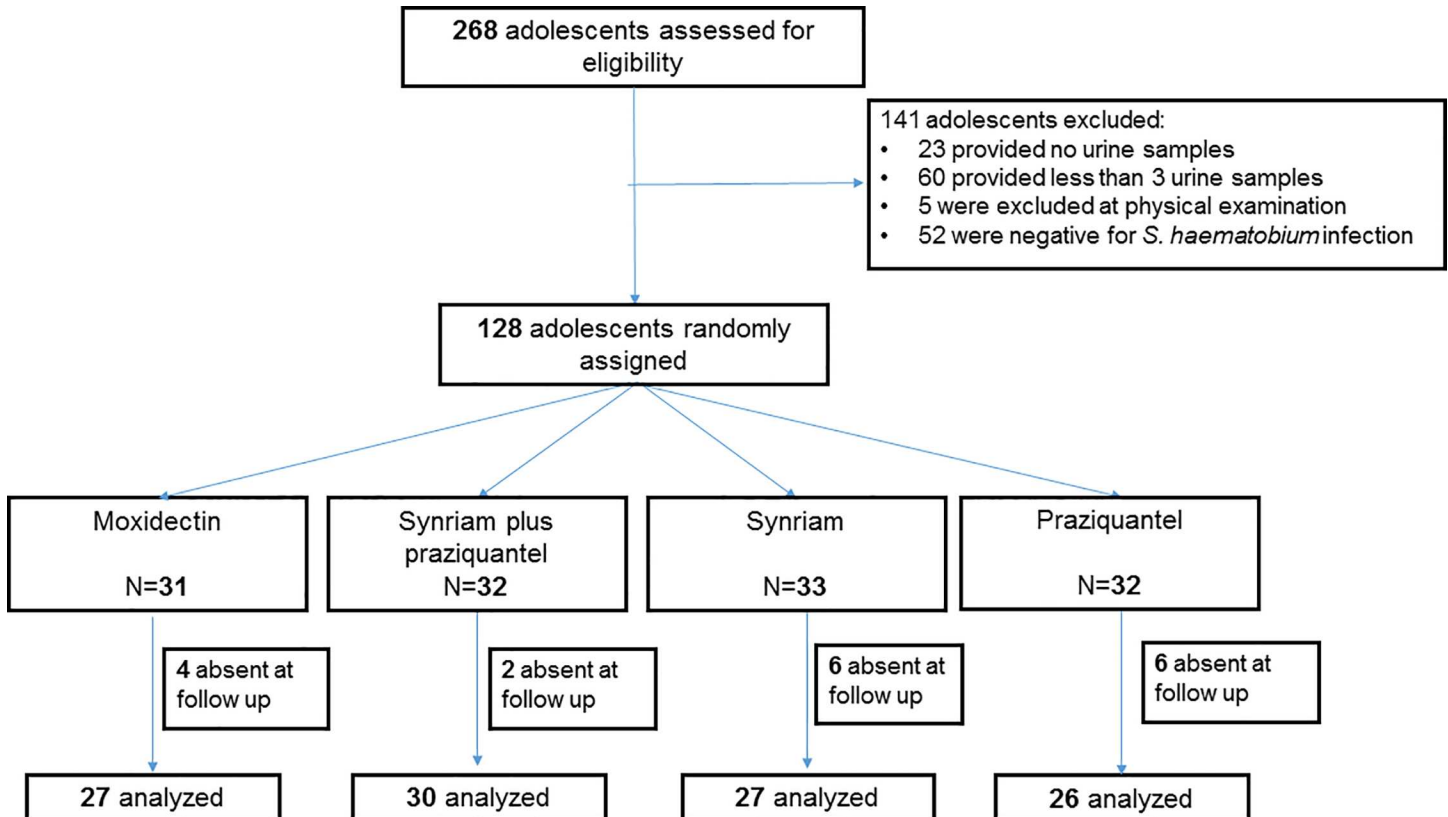 268 adolescents assessed for
eligibility
141 adolescents excluded:
• 23 provided no urine samples
• 60 provided less than 3 urine samples
• 5 were excluded at physical examination
• 52 were negative for S. haematobium infection
128 adolescents randomly
assigned
Moxidectin
N=31
Synriam plus
praziquantel
N=32
Synriam
N=33
Praziquantel
N=32
4 absent at
follow up
2 absent at
follow up
6 absent at
follow up
6 absent at
follow up
27 analyzed
30 analyzed
27 analyzed
26 analyzed